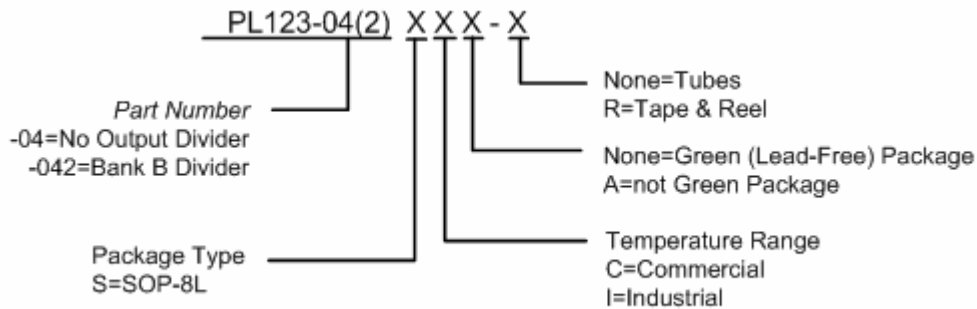 PL123-04(2) X X X - X
Part Number
-04=No Output Divider
-042=Bank B Divider
Package Type
S=SOP-8L
None=Tubes
R=Tape & Reel
None=Green (Lead-Free) Package
A=not Green Package
Temperature Range
C=Commercial
I=Industrial